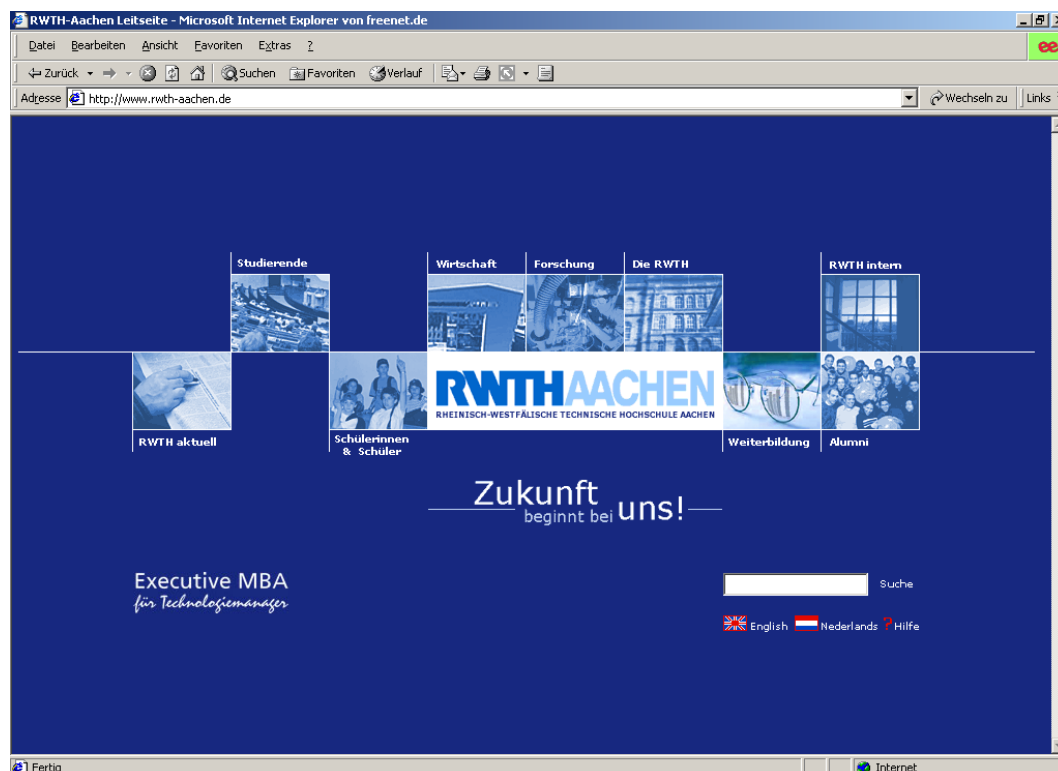 RWTH-Aachen Leitseite - Microsoft Internet Explorer von freenet.de
Datei Bearbeiten Ansicht Favoriten Extras ?
Zurück Suchen Favoriten Verlauf
Adresse http://www.rwth-aachen.de Wechseln zu Links
Studierende Wirtschaft Forschung Die RWTH RWTH intern
RWTHAACHEN
RHEINISCH-WESTFÄLISCHE TECHNISCHE HOCHSCHULE AACHEN
RWTH aktuell Schülerinnen Weiterbildung Alumni
& Schüler
Zukunft
beginnt bei uns!
Executive MBA
für Technologiemanager
Suche
English Nederlands ? Hilfe
Fertig Internet